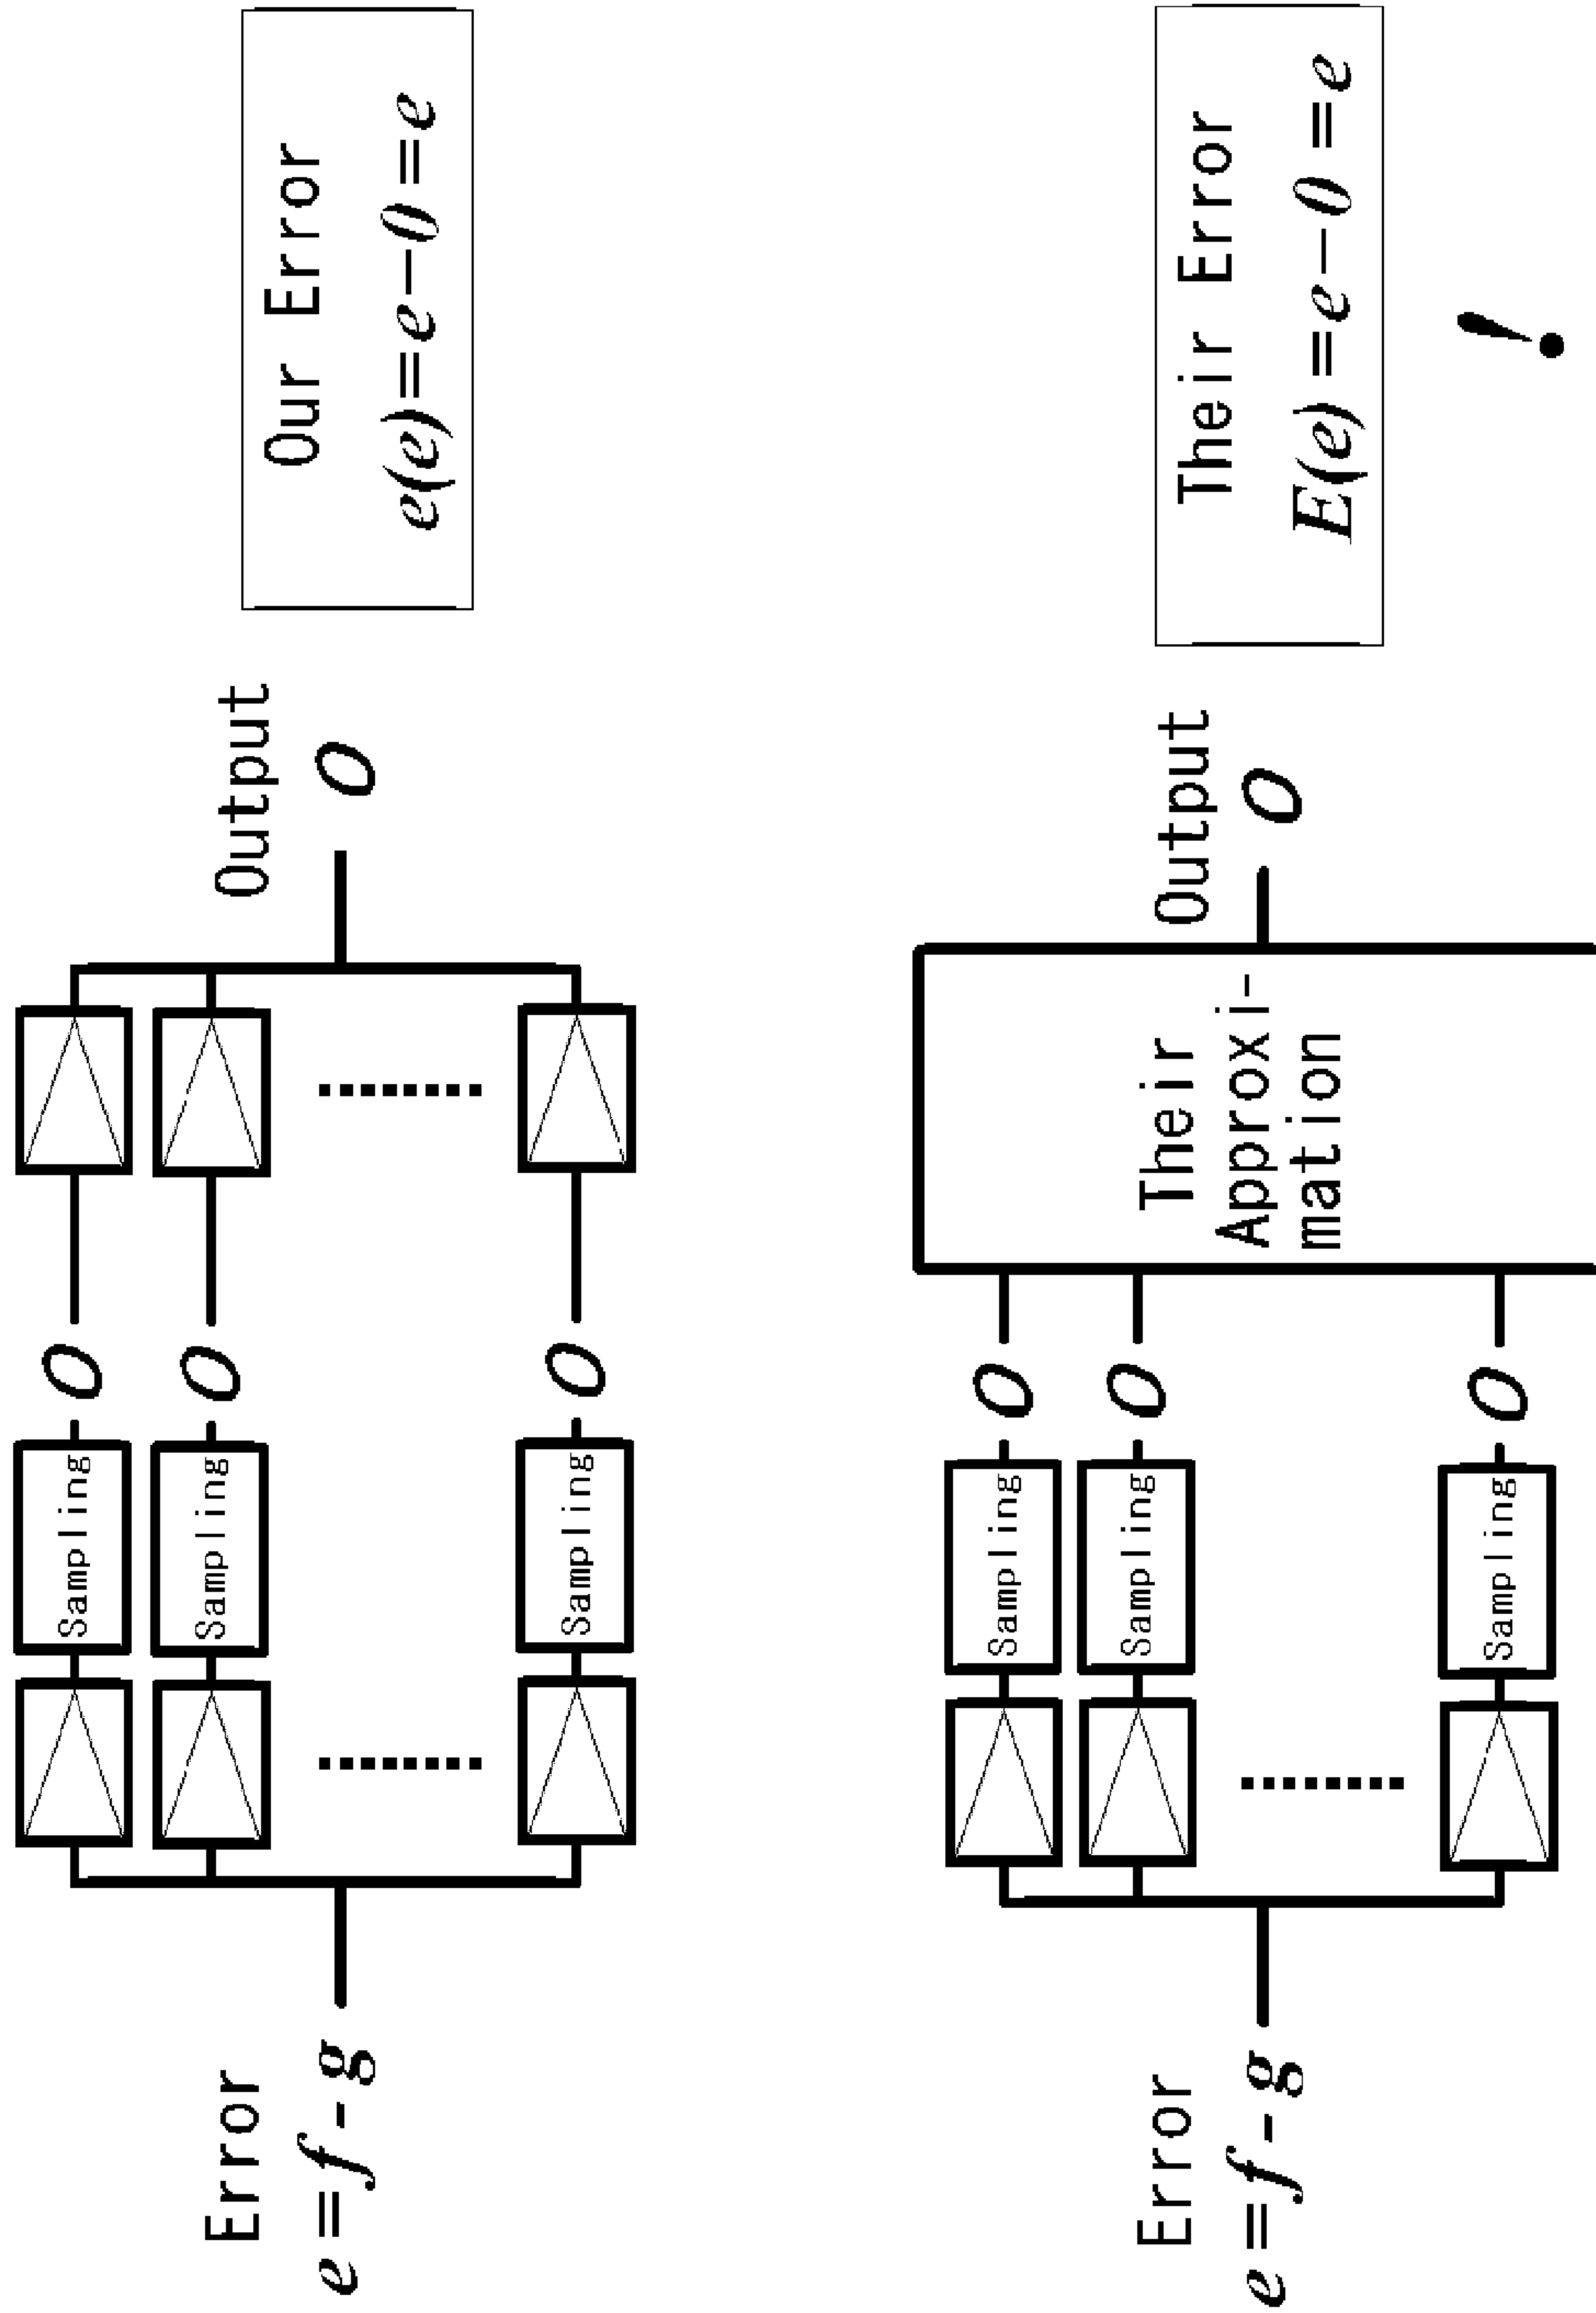 Error
e=f-g
Sampling
Sampling
Sampling
0
0
0
Output
0
Our Error
e(e)=e-0=e
Error
e=f-g
Sampling
Sampling
Sampling
0
0
0
Their
Approxi-
mation
Output
0
Their Error
E(e)=e-0=e
!